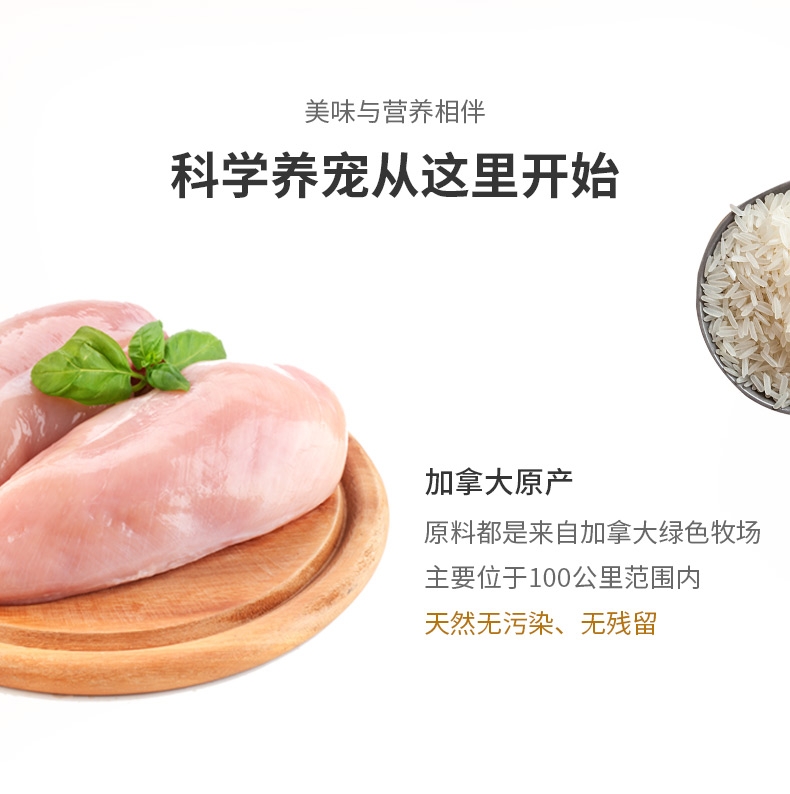 美味与营养相伴
科学养宠从这里开始
加拿大原产
原料都是来自加拿大绿色牧场
主要位于100公里范围内
天然无污染、无残留